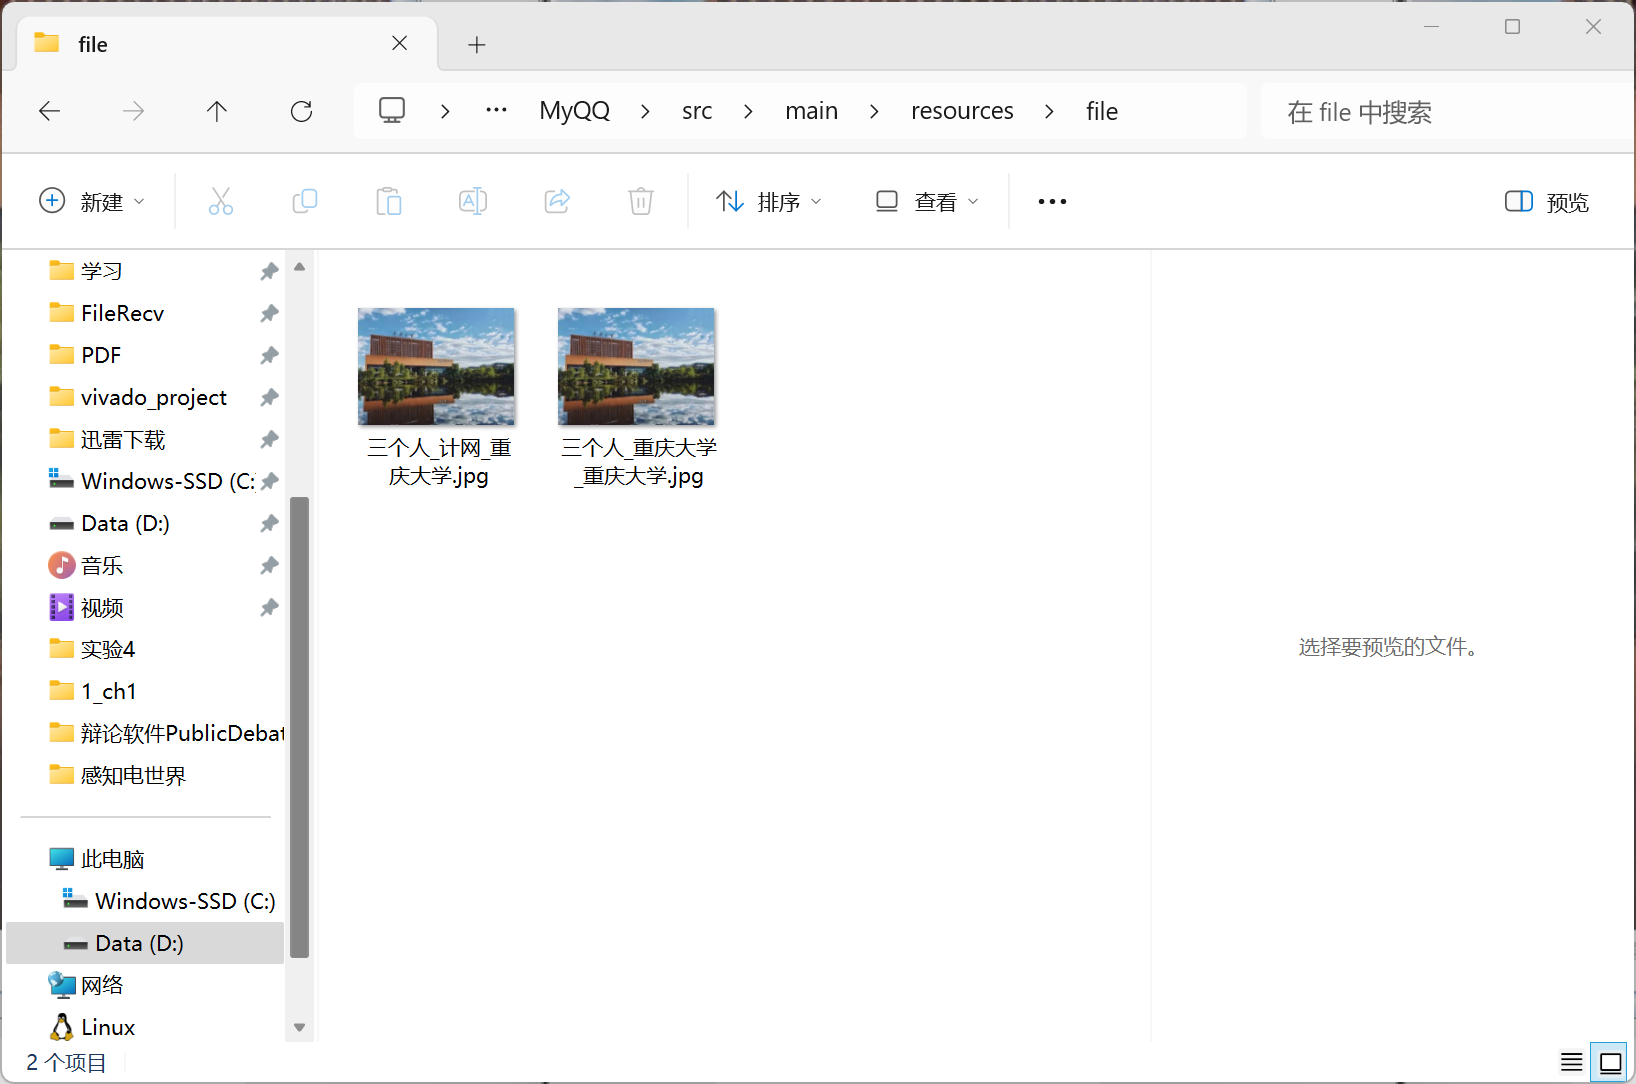 file
MyQQ
src
main
resources
file
在 file 中搜索
新建
排序
查看
预览
学习
FileRecv
PDF
vivado_project
迅雷下载
Windows-SSD (C:
Data (D:)
音乐
视频
实验4
1_ch1
辩论软件PublicDebat
感知电世界
此电脑
Windows-SSD (C:)
Data (D:)
网络
Linux
三个人_计网_重
庆大学.jpg
三个人_重庆大学
_重庆大学.jpg
选择要预览的文件。
2 个项目